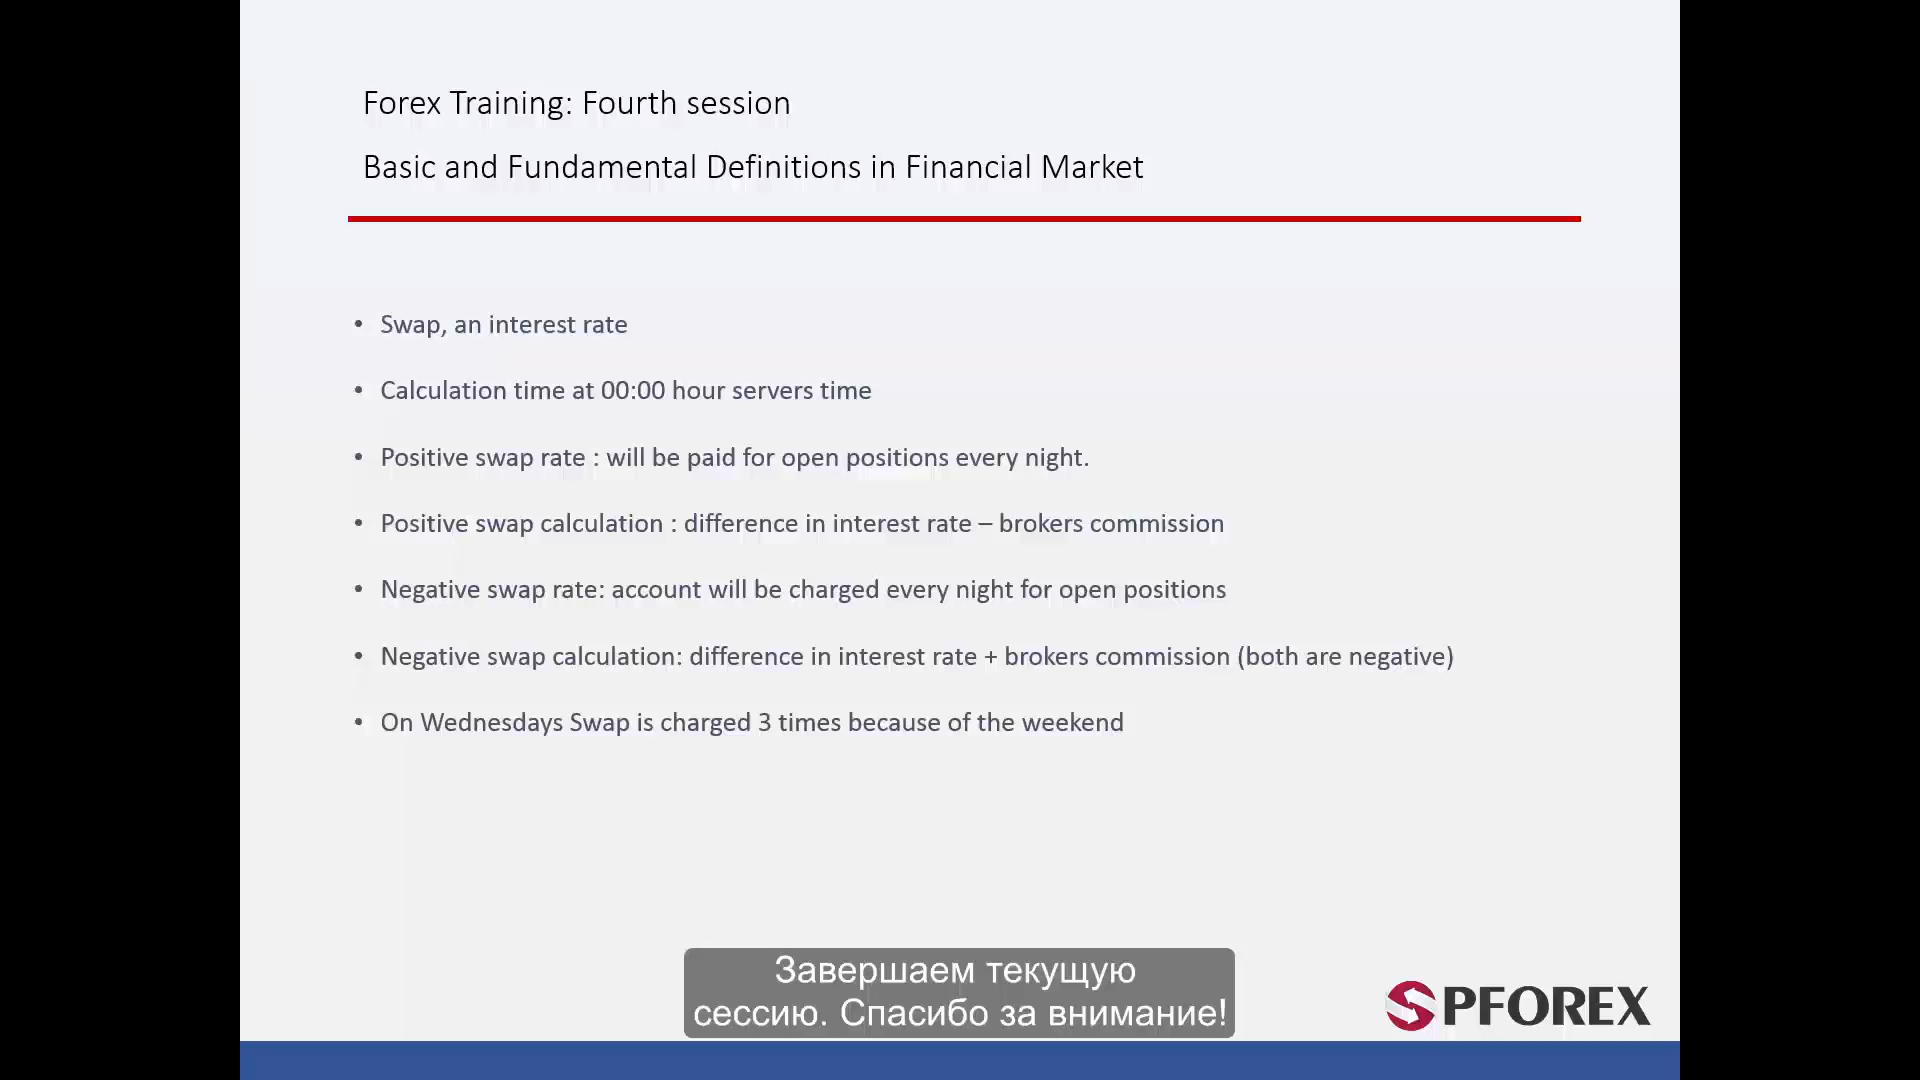 Forex Training: Fourth session
Basic and Fundamental Definitions in Financial Market
• Swap, an interest rate
• Calculation time at 00:00 hour servers time
• Positive swap rate : will be paid for open positions every night.
• Positive swap calculation : difference in interest rate – brokers commission
• Negative swap rate: account will be charged every night for open positions
• Negative swap calculation: difference in interest rate + brokers commission (both are negative)
• On Wednesdays Swap is charged 3 times because of the weekend
Завершаем текущую
сессию. Спасибо за внимание!
SPFOREX